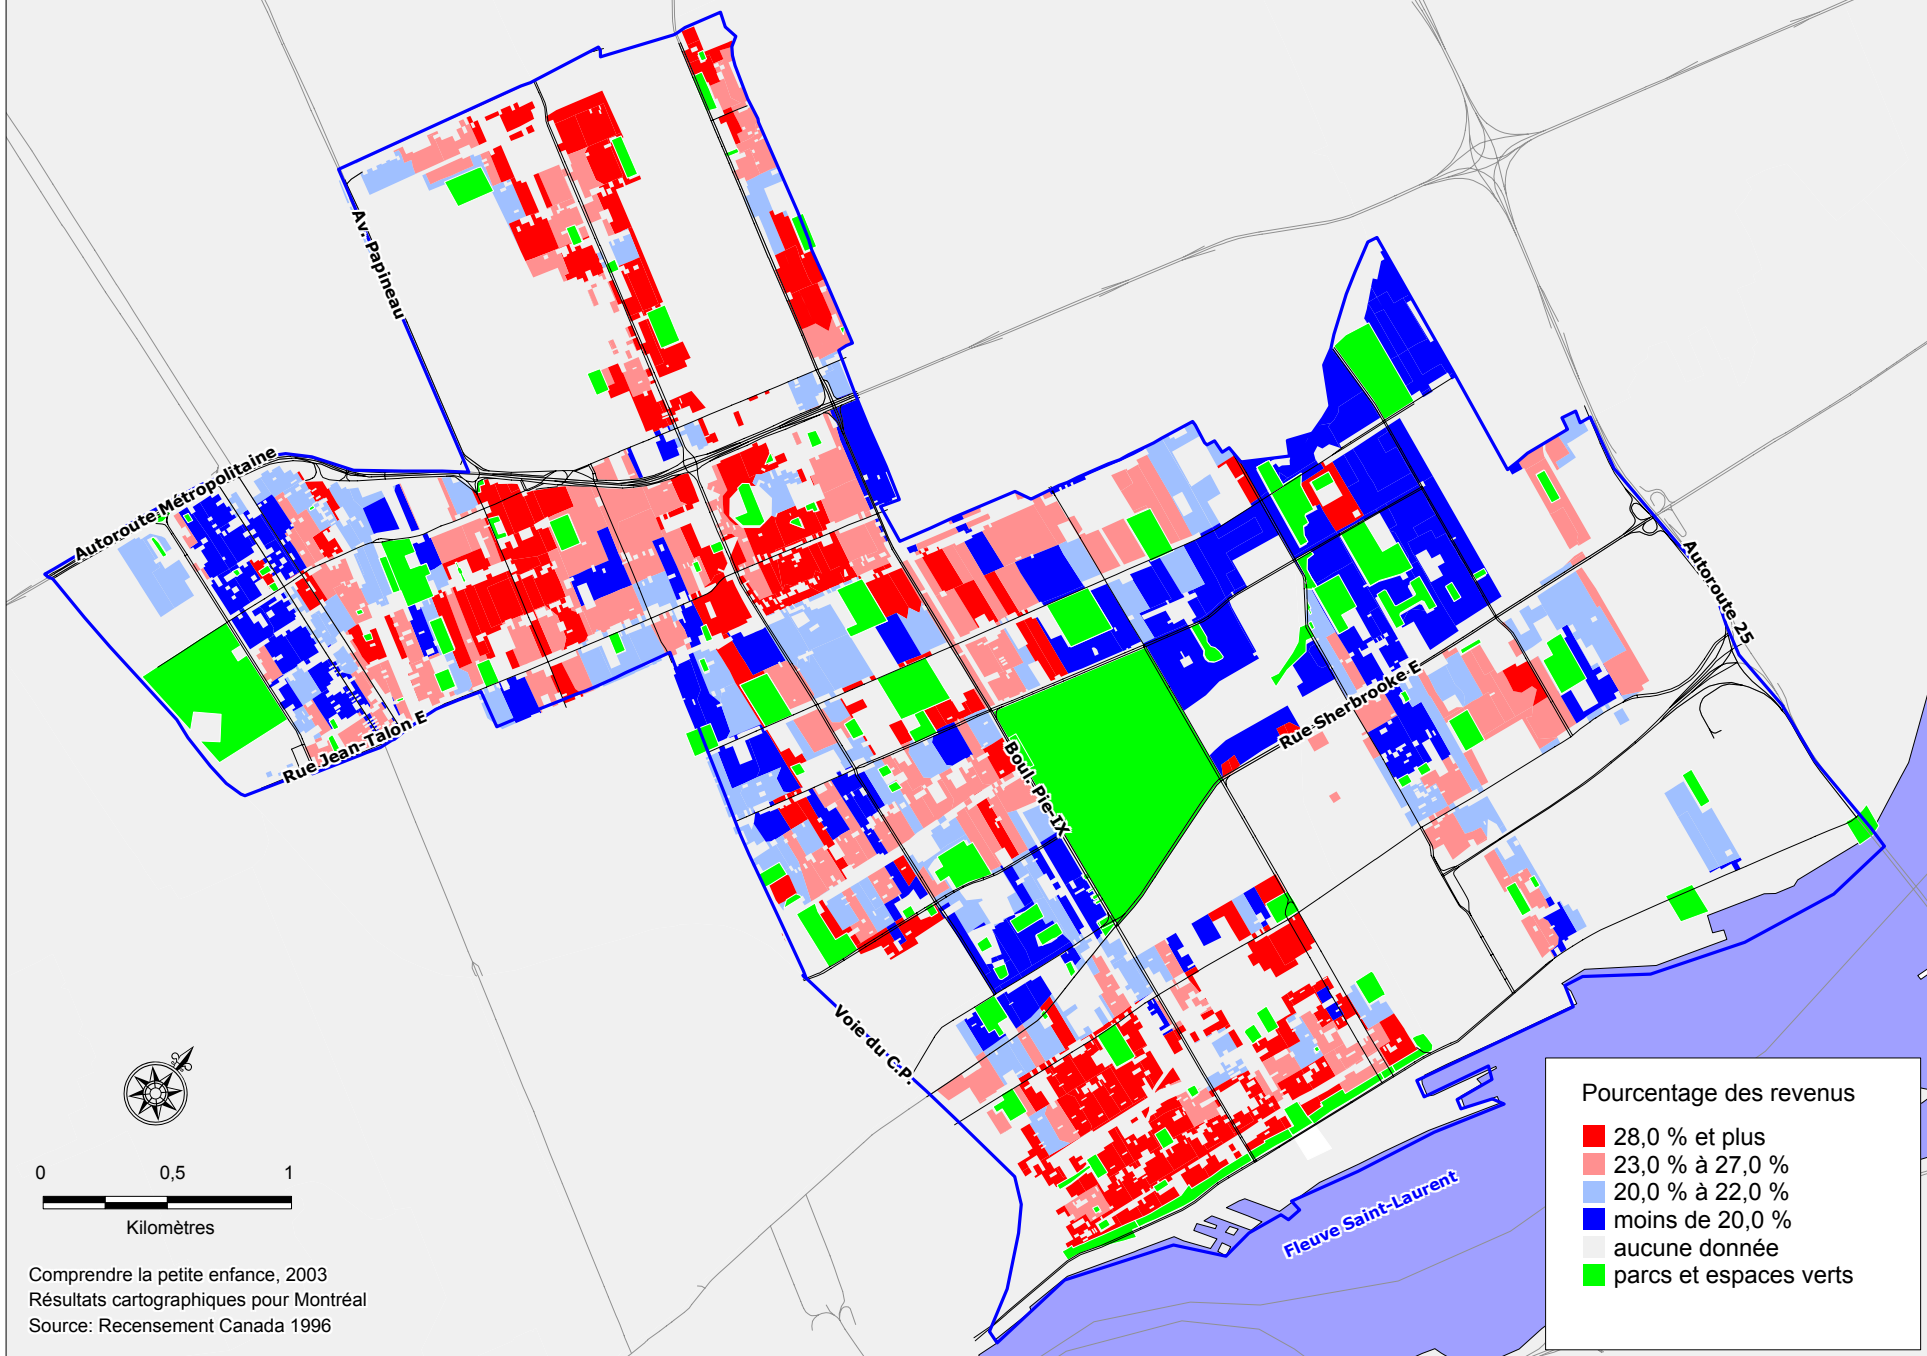 Av. Papineau
Autoroute Métropolitaine
Rue Jean-Talon E
Autoroute 25
Rue Sherbrooke E
Boul. Pie-IX
Voie du C.P.
Fleuve Saint-Laurent
0 0,5 1
Kilomètres
Comprendre la petite enfance, 2003
Résultats cartographiques pour Montréal
Source: Recensement Canada 1996
Pourcentage des revenus
28,0 % et plus
23,0 % à 27,0 %
20,0 % à 22,0 %
moins de 20,0 %
aucune donnée
parcs et espaces verts